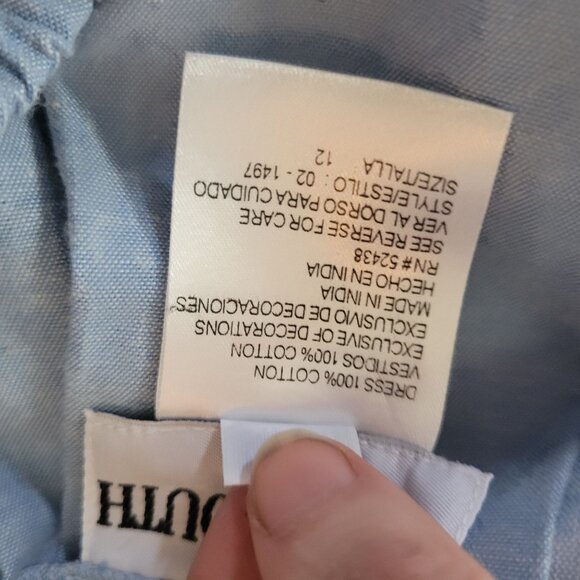 DRESS 100% COTTON
VESTIDOS 100% COTTON
EXCLUSIVE OF DECORATIONS
EXCLUSIVO DE DECORACIONES
MADE IN INDIA
HECHO EN INDIA
RN # 52438
SEE REVERSE FOR CARE
VER AL DORSO PARA CUIDADO
STYLE/ESTILO : 02 - 1497
SIZE/TALLA 12